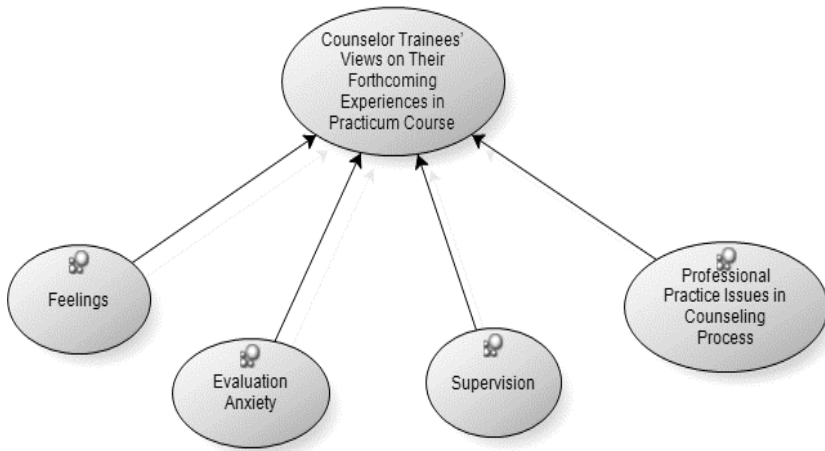 Counselor Trainees'
Views on Their
Forthcoming
Experiences in
Practicum Course
Feelings
Evaluation
Anxiety
Supervision
Professional
Practice Issues in
Counseling
Process